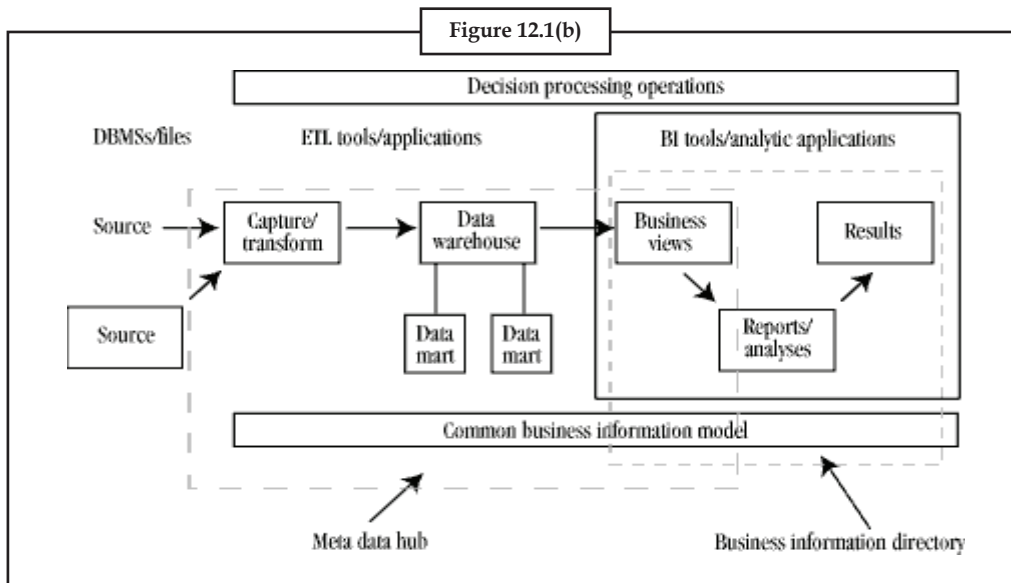 Figure 12.1(b)
Decision processing operations
DBMSs/files
ETL tools/applications
BI tools/analytic applications
Source
Capture/
transform
Data
warehouse
Business
views
Results
Source
Data
mart
Data
mart
Reports/
analyses
Common business information model
Meta data hub
Business information directory